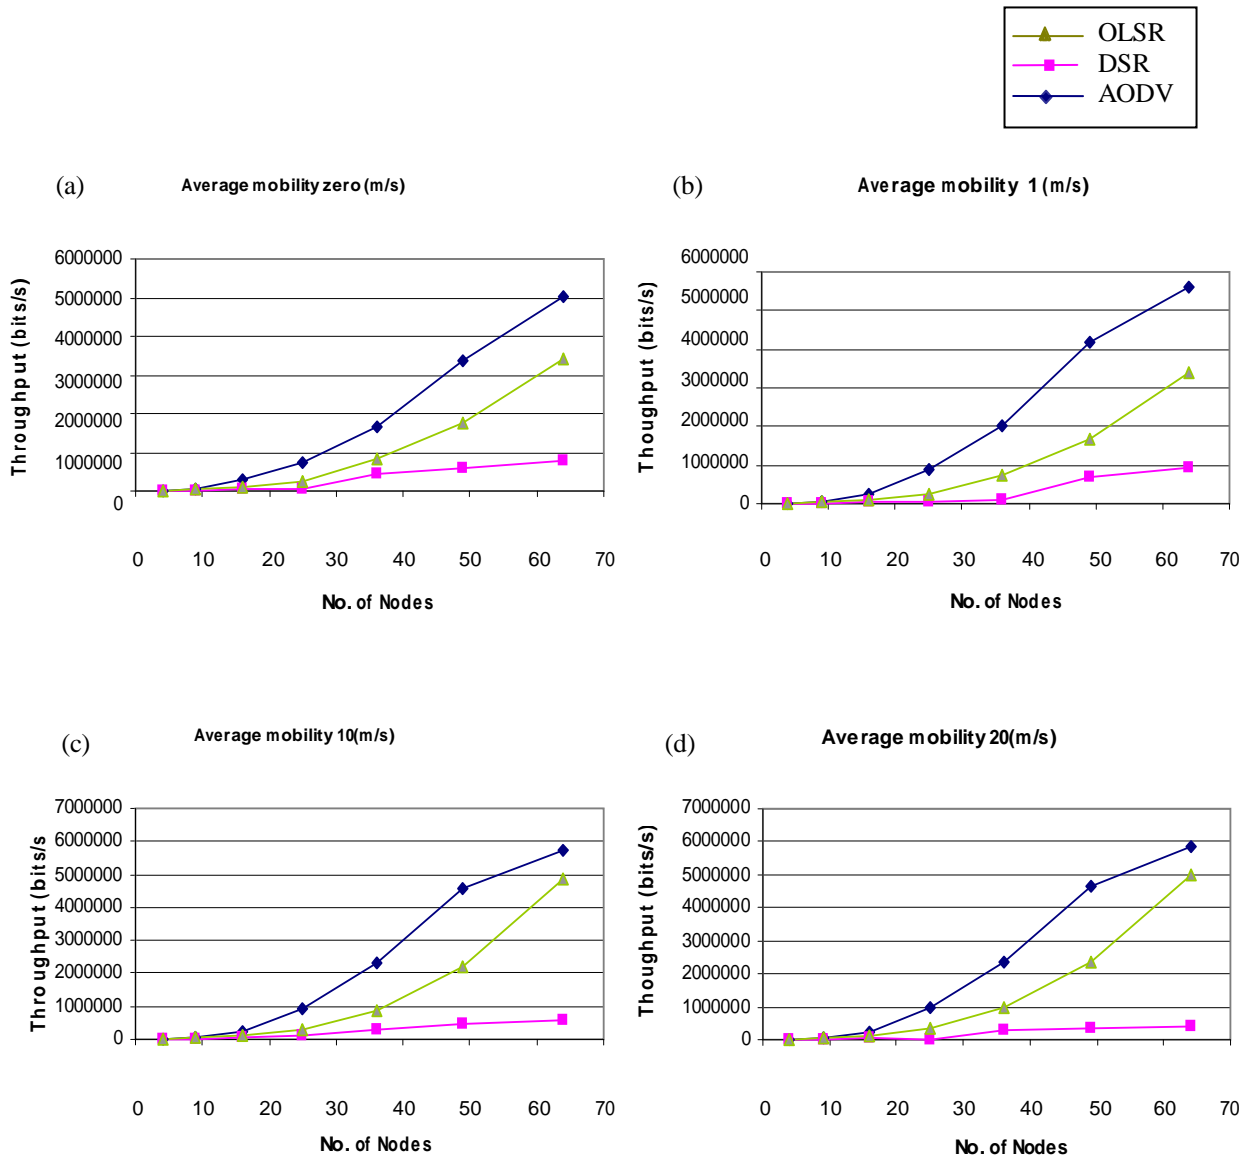 OLSR
DSR
AODV
(a)
Average mobility zero (m/s)
Throughput (bits/s)
6000000
5000000
4000000
3000000
2000000
1000000
0
0 10 20 30 40 50 60 70
No. of Nodes
(b)
Average mobility 1 (m/s)
Thoughput (bits/s)
6000000
5000000
4000000
3000000
2000000
1000000
0
0 10 20 30 40 50 60 70
No. of Nodes
(c)
Average mobility 10(m/s)
Throughput (bits/s
7000000
6000000
5000000
4000000
3000000
2000000
1000000
0
0 10 20 30 40 50 60 70
No. of Nodes
(d)
Average mobility 20(m/s)
Thoughput (bits/s)
7000000
6000000
5000000
4000000
3000000
2000000
1000000
0
0 10 20 30 40 50 60 70
No. of Nodes